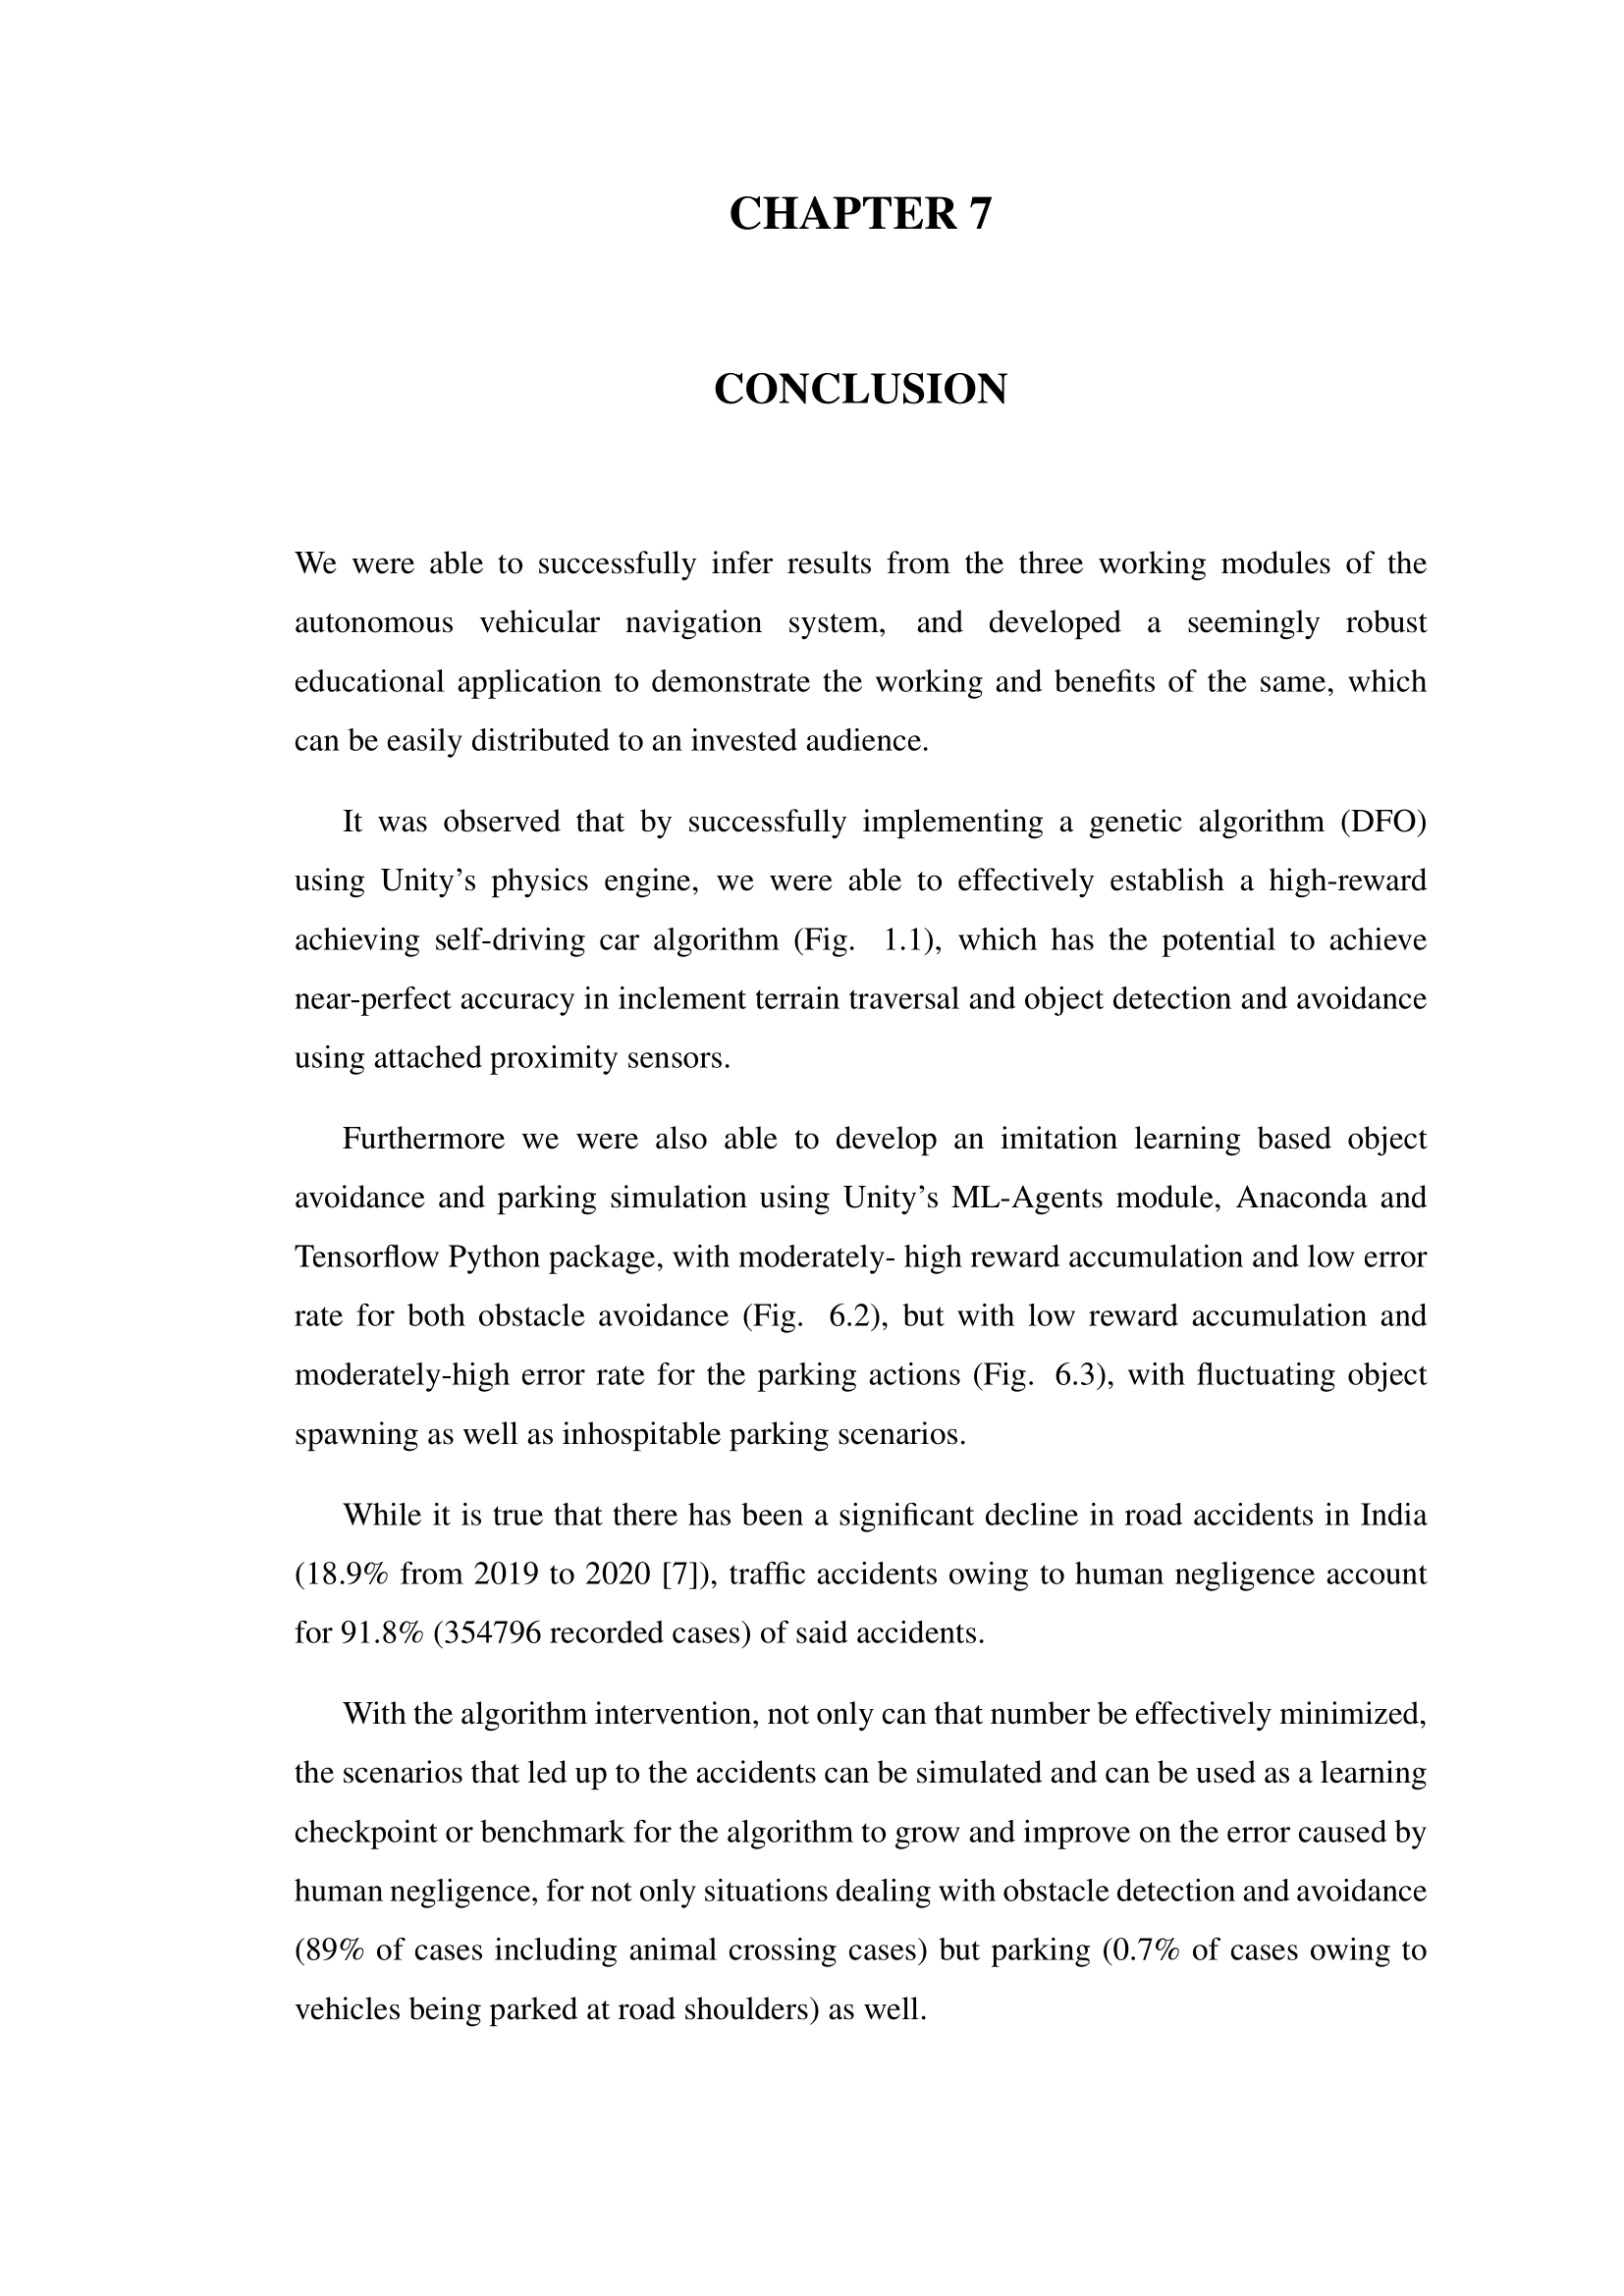 CHAPTER 7
CONCLUSION
We were able to successfully infer results from the three working modules of the
autonomous vehicular navigation system, and developed a seemingly robust
educational application to demonstrate the working and benefits of the same, which
can be easily distributed to an invested audience.
It was observed that by successfully implementing a genetic algorithm (DFO)
using Unity's physics engine, we were able to effectively establish a high-reward
achieving self-driving car algorithm (Fig. 1.1), which has the potential to achieve
near-perfect accuracy in inclement terrain traversal and object detection and avoidance
using attached proximity sensors.
Furthermore we were also able to develop an imitation learning based object
avoidance and parking simulation using Unity's ML-Agents module, Anaconda and
Tensorflow Python package, with moderately- high reward accumulation and low error
rate for both obstacle avoidance (Fig. 6.2), but with low reward accumulation and
moderately-high error rate for the parking actions (Fig. 6.3), with fluctuating object
spawning as well as inhospitable parking scenarios.
While it is true that there has been a significant decline in road accidents in India
(18.9% from 2019 to 2020 [7]), traffic accidents owing to human negligence account
for 91.8% (354796 recorded cases) of said accidents.
With the algorithm intervention, not only can that number be effectively minimized,
the scenarios that led up to the accidents can be simulated and can be used as a learning
checkpoint or benchmark for the algorithm to grow and improve on the error caused by
human negligence, for not only situations dealing with obstacle detection and avoidance
(89% of cases including animal crossing cases) but parking (0.7% of cases owing to
vehicles being parked at road shoulders) as well.